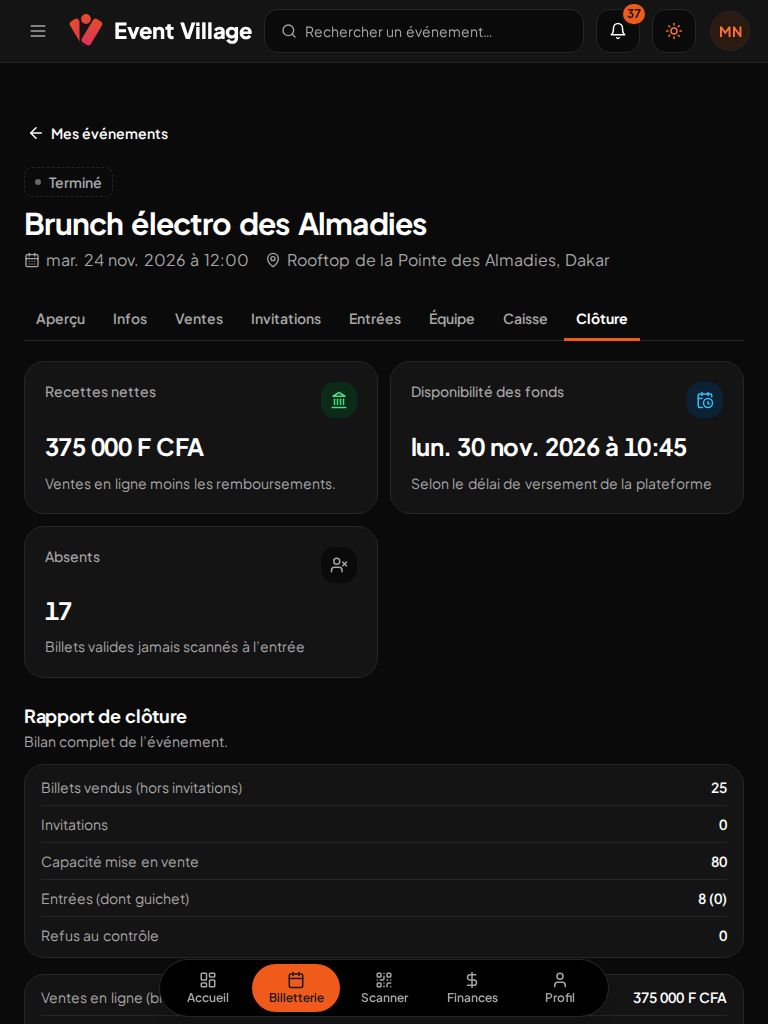 Event Village
Rechercher un événement…
37
MN
Mes événements
Terminé
Brunch électro des Almadies
mar. 24 nov. 2026 à 12:00 Rooftop de la Pointe des Almadies, Dakar
Aperçu Infos Ventes Invitations Entrées Équipe Caisse Clôture
Recettes nettes
375 000 F CFA
Ventes en ligne moins les remboursements.
Disponibilité des fonds
lun. 30 nov. 2026 à 10:45
Selon le délai de versement de la plateforme
Absents
17
Billets valides jamais scannés à l’entrée
Rapport de clôture
Bilan complet de l’événement.
Billets vendus (hors invitations) 25
Invitations 0
Capacité mise en vente 80
Entrées (dont guichet) 8 (0)
Refus au contrôle 0
Ventes en ligne 375 000 F CFA
Accueil Billetterie Scanner Finances Profil